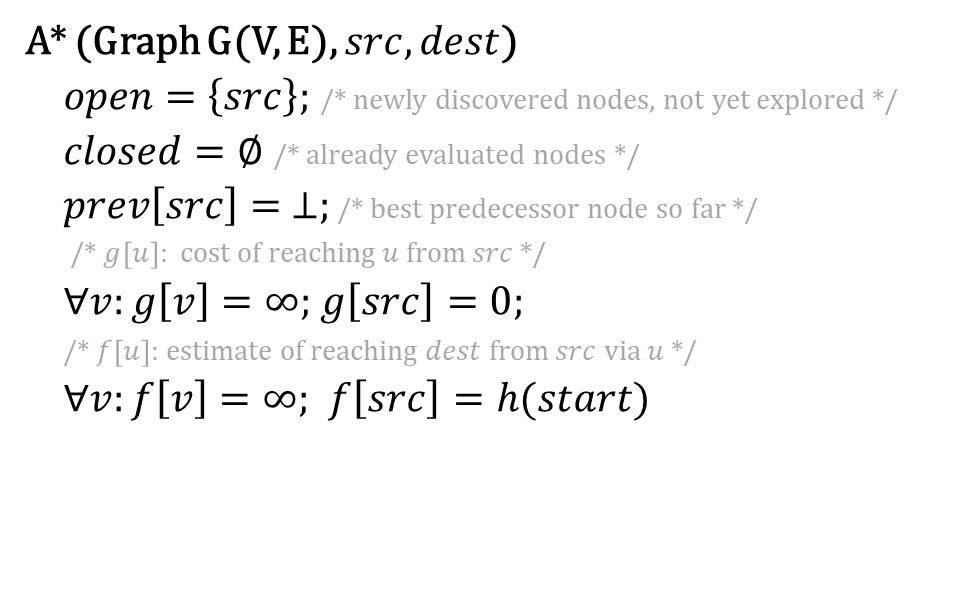 A* (Graph G(V, E), src, dest)
open = {src}; /* newly discovered nodes, not yet explored */
closed = ∅ /* already evaluated nodes */
prev[src] = ⊥; /* best predecessor node so far */
/* g[u]: cost of reaching u from src */
∀v: g[v] = ∞; g[src] = 0;
/* f[u]: estimate of reaching dest from src via u */
∀v: f[v] = ∞; f[src] = h(start)